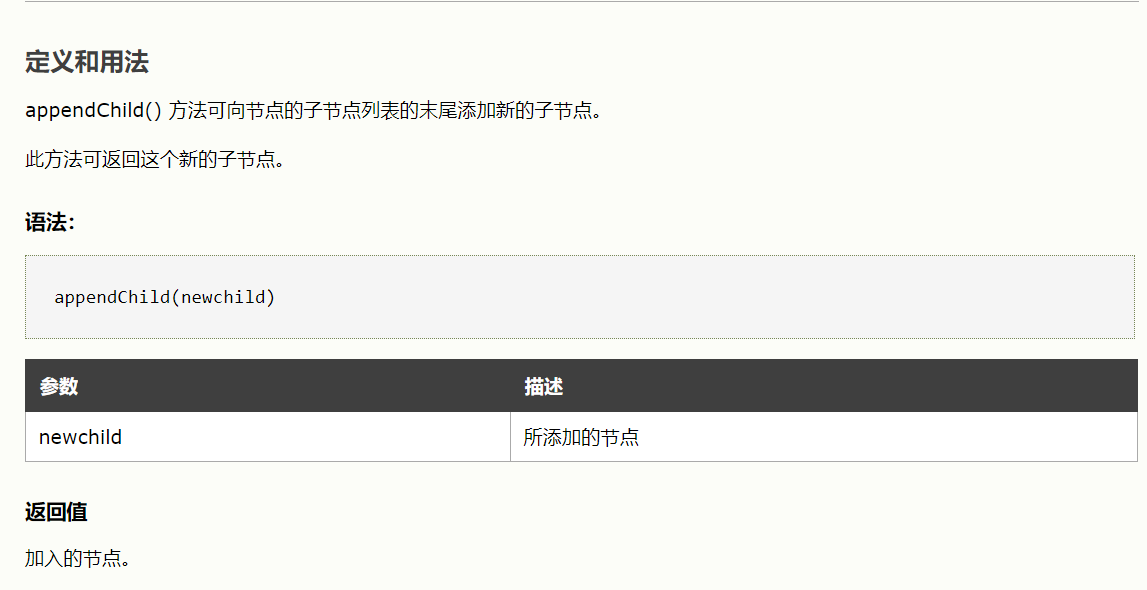 定义和用法
appendChild() 方法可向节点的子节点列表的末尾添加新的子节点。
此方法可返回这个新的子节点。
语法：
appendChild(newchild)
参数 描述
newchild 所添加的节点
返回值
加入的节点。